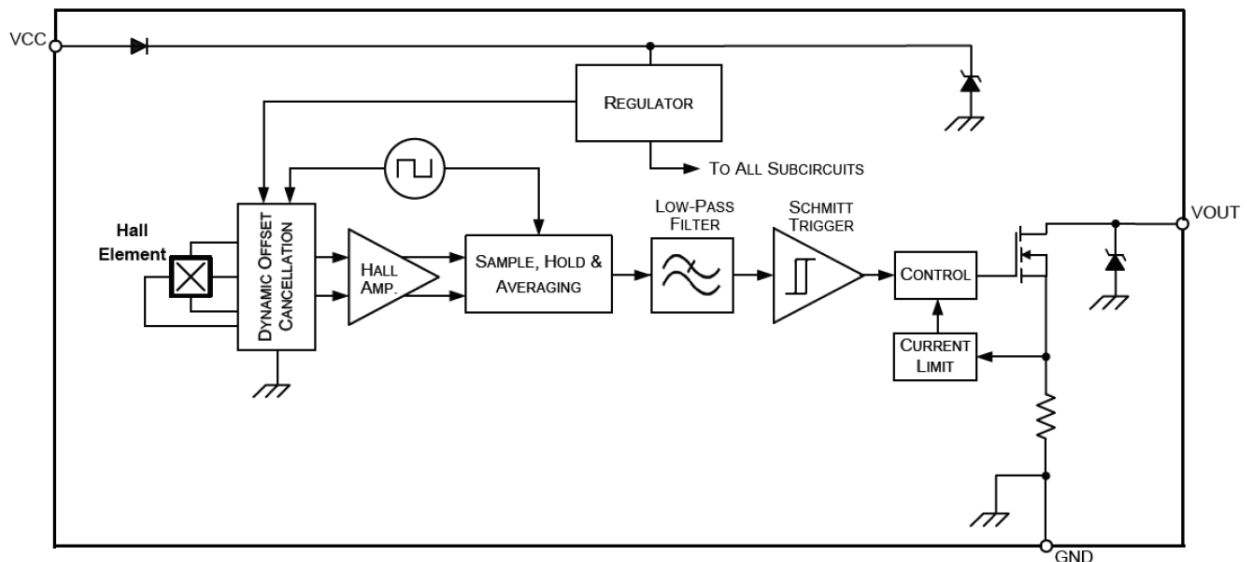 VCC
REGULATOR
TO ALL SUBCIRCUITS
Hall
Element
DYNAMIC OFFSET
CANCELLATION
HALL
AMP.
SAMPLE, HOLD &
AVERAGING
LOW-PASS
FILTER
SCHMITT
TRIGGER
CONTROL
CURRENT
LIMIT
VOUT
GND